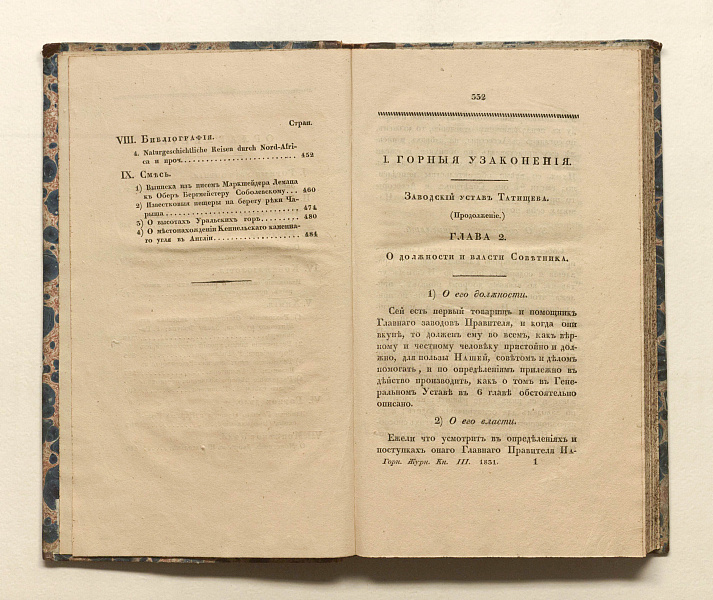 Стран.
VIII. Библіографія.
4. Naturgeschichtliche Reisen durch Nord-Afri-
ca и проч. . . . . . . . . . . . . . . . . . . . . 452
IX. Смѣсь.
1) Выписка изъ писемъ Маркшейдера Лемана
къ Оберъ Бергмейстеру Соболевскому. . . 460
2) Известковыя пещеры на берегу рѣки Ча-
рыша . . . . . . . . . . . . . . . . . . . . . . . 474
3) О высотахъ Уральскихъ горъ. . . . . . . . 480
4) О мѣстонахожденіи Кеннельскаго каменна-
го угля въ Англіи. . . . . . . . . . . . . . . . 484
332
I. ГОРНЫЯ УЗАКОНЕНІЯ.
Заводскій уставъ Татищева.
(Продолженіе.)
ГЛАВА 2.
О должности и власти Совѣтника.
1) О его должности.
Сей есть первый товарищъ и помощникъ
Главнаго заводовъ Правителя, и когда они
вкупѣ, то долженъ ему во всемъ, какъ вѣр-
ному и честному человѣку пристойно и дол-
жно, для пользы Нашей, совѣтомъ и дѣломъ
помогать, и по опредѣленіямъ прилежно въ
дѣйство производить, какъ о томъ въ Гене-
ральномъ Уставѣ въ 6 главѣ обстоятельно
описано.
2) О его власти.
Ежели что усмотритъ въ опредѣленіяхъ и
поступкахъ онаго Главнаго Правителя На-
Горн. Журн. Кн. III. 1831. 1